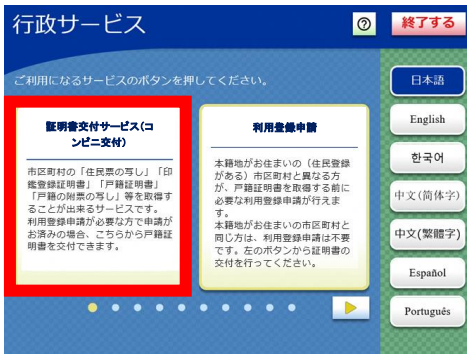 行政サービス
?
終了する
ご利用になるサービスのボタンを押してください。
証明書交付サービス(コ
ンビニ交付)
市区町村の「住民票の写し」「印
鑑登録証明書」「戸籍証明書」
「戸籍の附票の写し」等を取得す
ることが出来るサービスです。
利用登録申請が必要な方で申請が
お済みの場合、こちらから戸籍証
明書を交付できます。
利用登録申請
本籍地がお住まいの（住民登録
がある）市区町村と異なる方
が、戸籍証明書を取得する前に
必要な利用登録申請が行えま
す。
本籍地がお住まいの市区町村と
同じ方は、利用登録申請は不要
です。左のボタンから証明書の
交付を行ってください。
日本語
English
한국어
中文(简体字)
中文(繁體字)
Español
Português